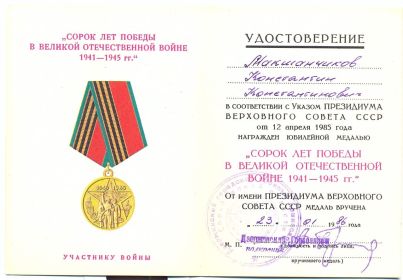 „СОРОК ЛЕТ ПОБЕДЫ
В ВЕЛИКОЙ ОТЕЧЕСТВЕННОЙ ВОЙНЕ
1941—1945 гг."
УЧАСТНИКУ ВОЙНЫ
УДОСТОВЕРЕНИЕ
Макшанчиков
Константин
Константинович
В СООТВЕТСТВИИ С УКАЗОМ ПРЕЗИДИУМА
ВЕРХОВНОГО СОВЕТА СССР
от 12 апреля 1985 года
НАГРАЖДЕН ЮБИЛЕЙНОЙ МЕДАЛЬЮ
„СОРОК ЛЕТ ПОБЕДЫ
В ВЕЛИКОЙ ОТЕЧЕСТВЕННОЙ
ВОЙНЕ 1941—1945 гг."
ОТ ИМЕНИ ПРЕЗИДИУМА ВЕРХОВНОГО
СОВЕТА СССР МЕДАЛЬ ВРУЧЕНА
„23" 01 1986 года
М. П.
вручившего медаль)